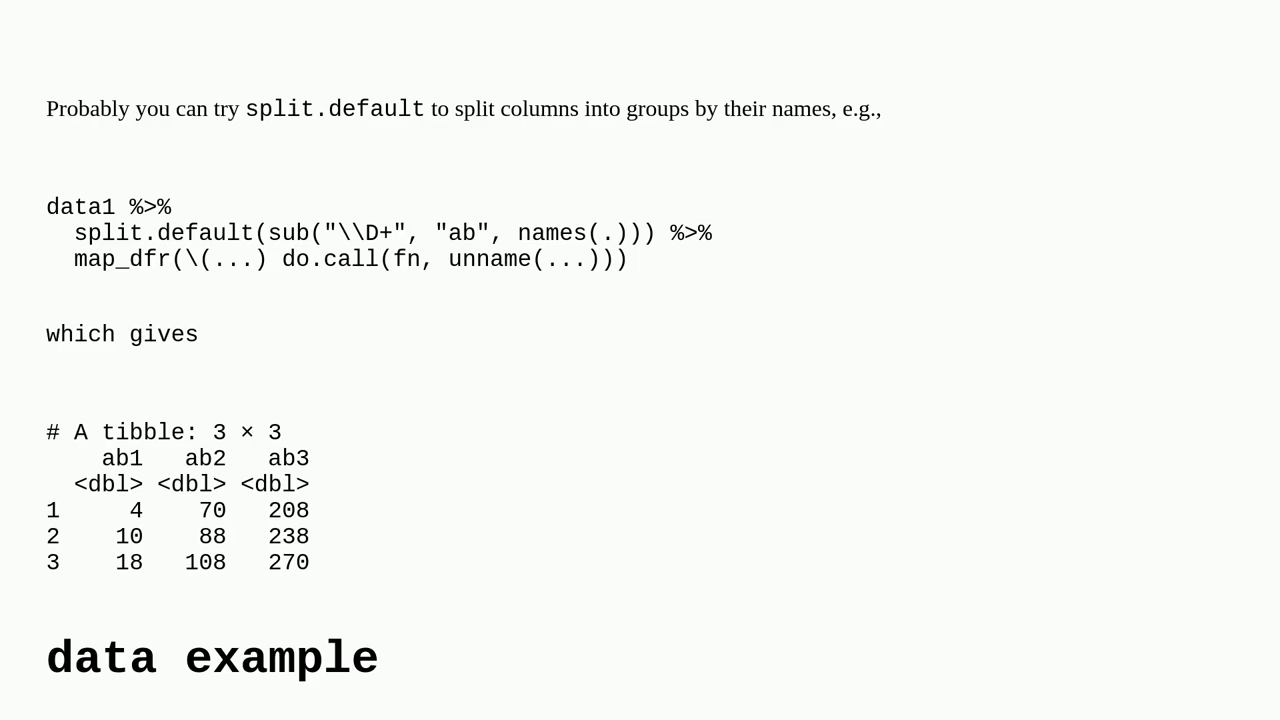 Probably you can try split.default to split columns into groups by their names, e.g.,
data1 %>%
  split.default(sub("\\D+", "ab", names(.))) %>%
  map_dfr(\(...) do.call(fn, unname(...)))
which gives
# A tibble: 3 × 3
    ab1   ab2   ab3
  <dbl> <dbl> <dbl>
1     4    70   208
2    10    88   238
3    18   108   270
data example